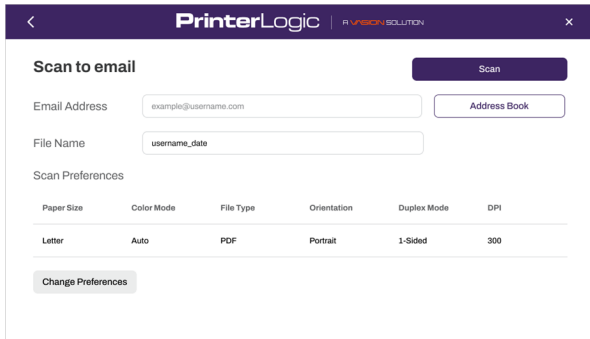 PrinterLogic A VASION SOLUTION
Scan to email
Scan
Email Address
example@username.com
Address Book
File Name
username_date
Scan Preferences
Paper Size Color Mode File Type Orientation Duplex Mode DPI
Letter Auto PDF Portrait 1-Sided 300
Change Preferences